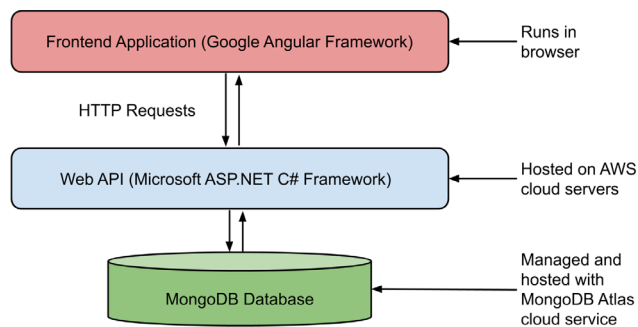 Frontend Application (Google Angular Framework)
Runs in
browser
HTTP Requests
Web API (Microsoft ASP.NET C# Framework)
Hosted on AWS
cloud servers
MongoDB Database
Managed and
hosted with
MongoDB Atlas
cloud service